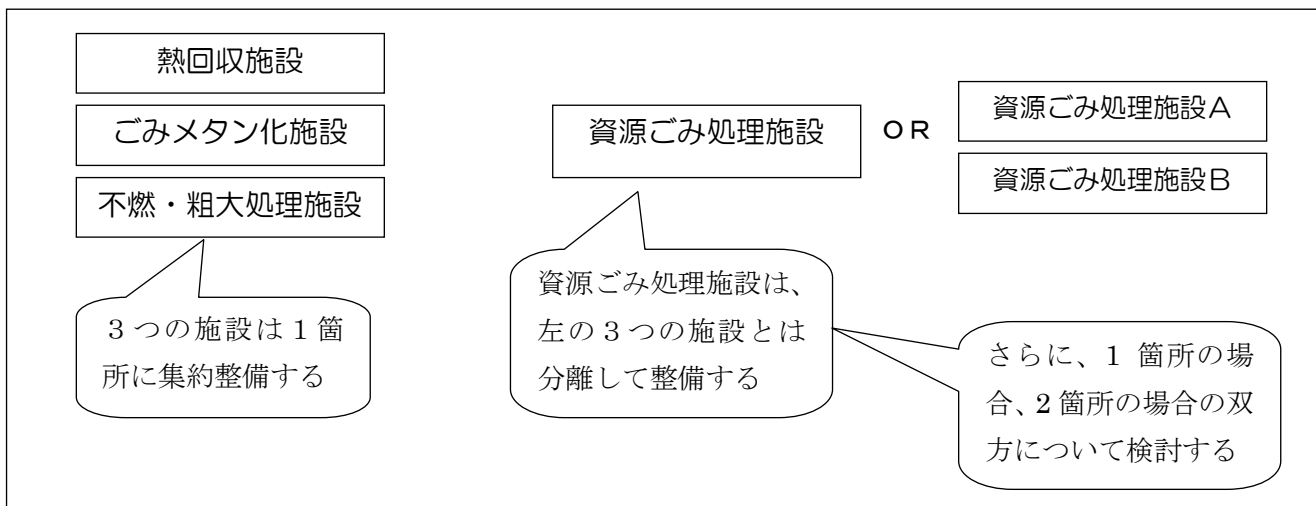 熱回収施設
ごみメタン化施設
不燃・粗大処理施設
３つの施設は１箇
所に集約整備する
資源ごみ処理施設
ＯＲ
資源ごみ処理施設Ａ
資源ごみ処理施設Ｂ
資源ごみ処理施設は、
左の３つの施設とは
分離して整備する
さらに、1 箇所の場
合、2 箇所の場合の双
方について検討する